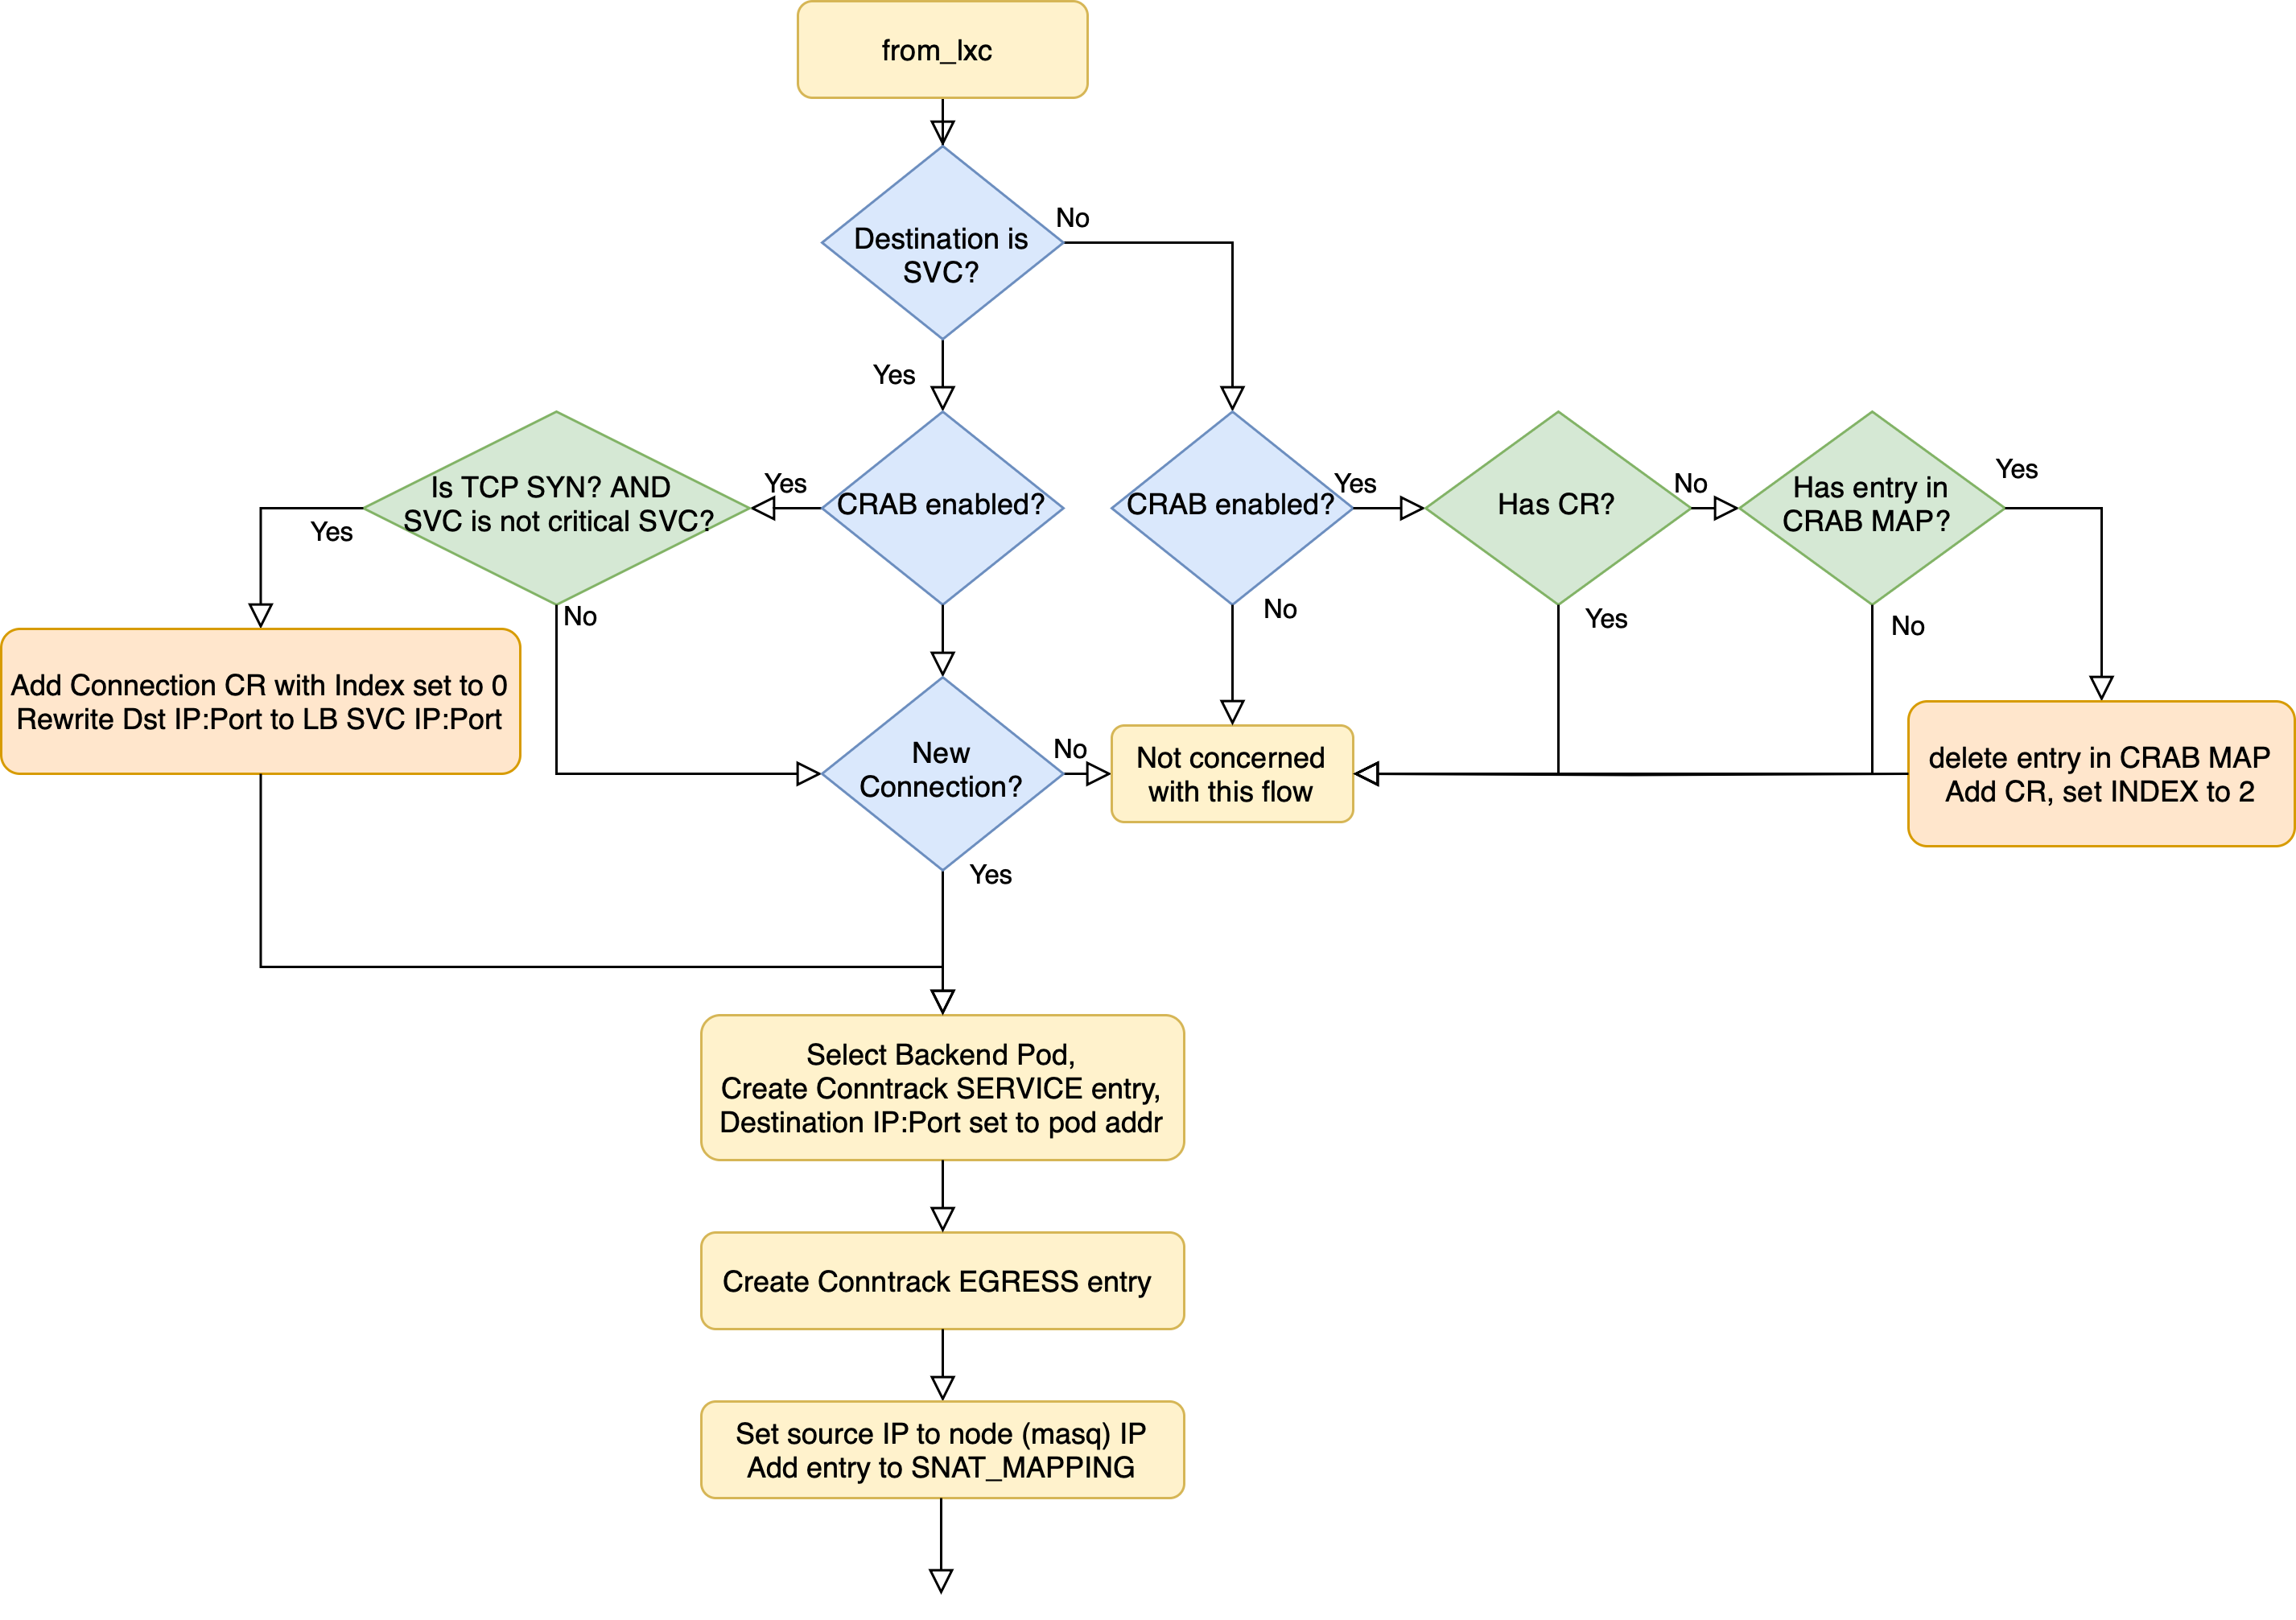 from_lxc
Destination is
SVC?
No
Yes
Is TCP SYN? AND
SVC is not critical SVC?
Yes
CRAB enabled?
CRAB enabled?
Yes
Has CR?
No
Has entry in
CRAB MAP?
Yes
Yes
No
No
Yes
No
Add Connection CR with Index set to 0
Rewrite Dst IP:Port to LB SVC IP:Port
New
Connection?
No
Not concerned
with this flow
delete entry in CRAB MAP
Add CR, set INDEX to 2
Yes
Select Backend Pod,
Create Conntrack SERVICE entry,
Destination IP:Port set to pod addr
Create Conntrack EGRESS entry
Set source IP to node (masq) IP
Add entry to SNAT_MAPPING